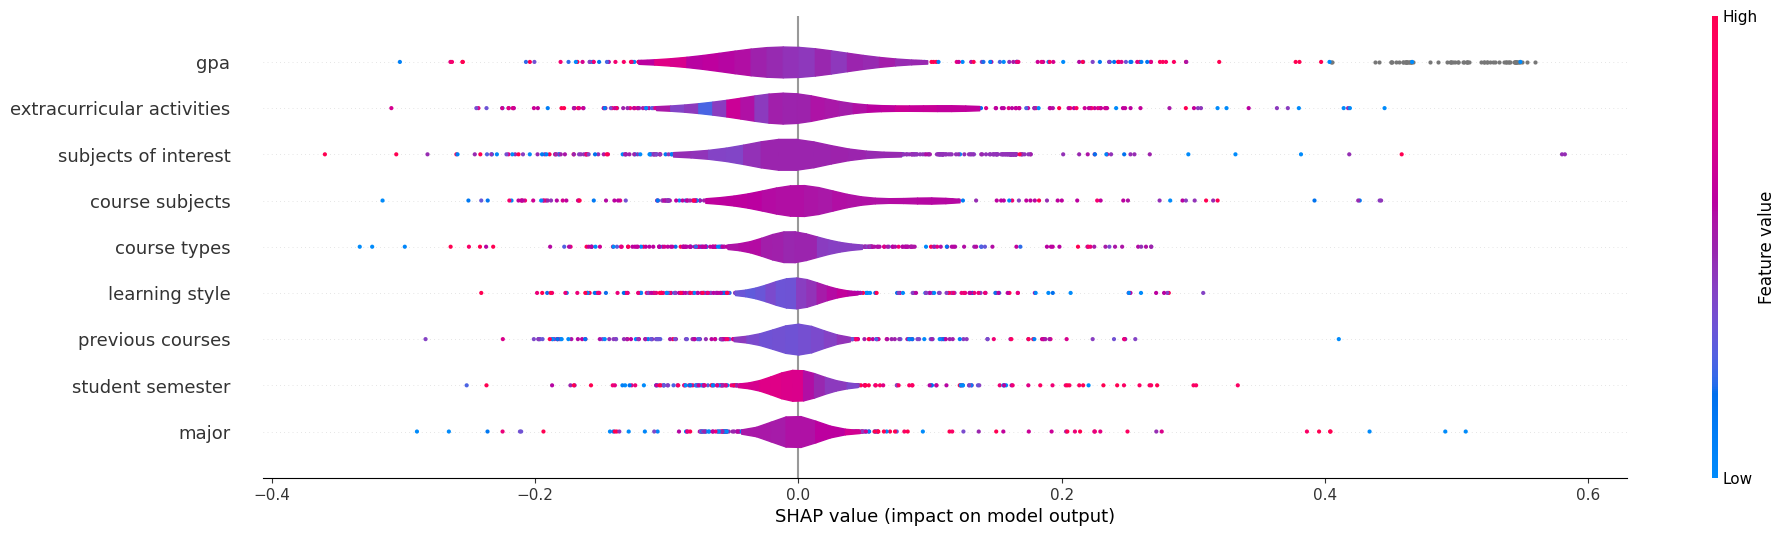 gpa
extracurricular activities
subjects of interest
course subjects
course types
learning style
previous courses
student semester
major
−0.4 −0.2 0.0 0.2 0.4 0.6
SHAP value (impact on model output)
High
Feature value
Low